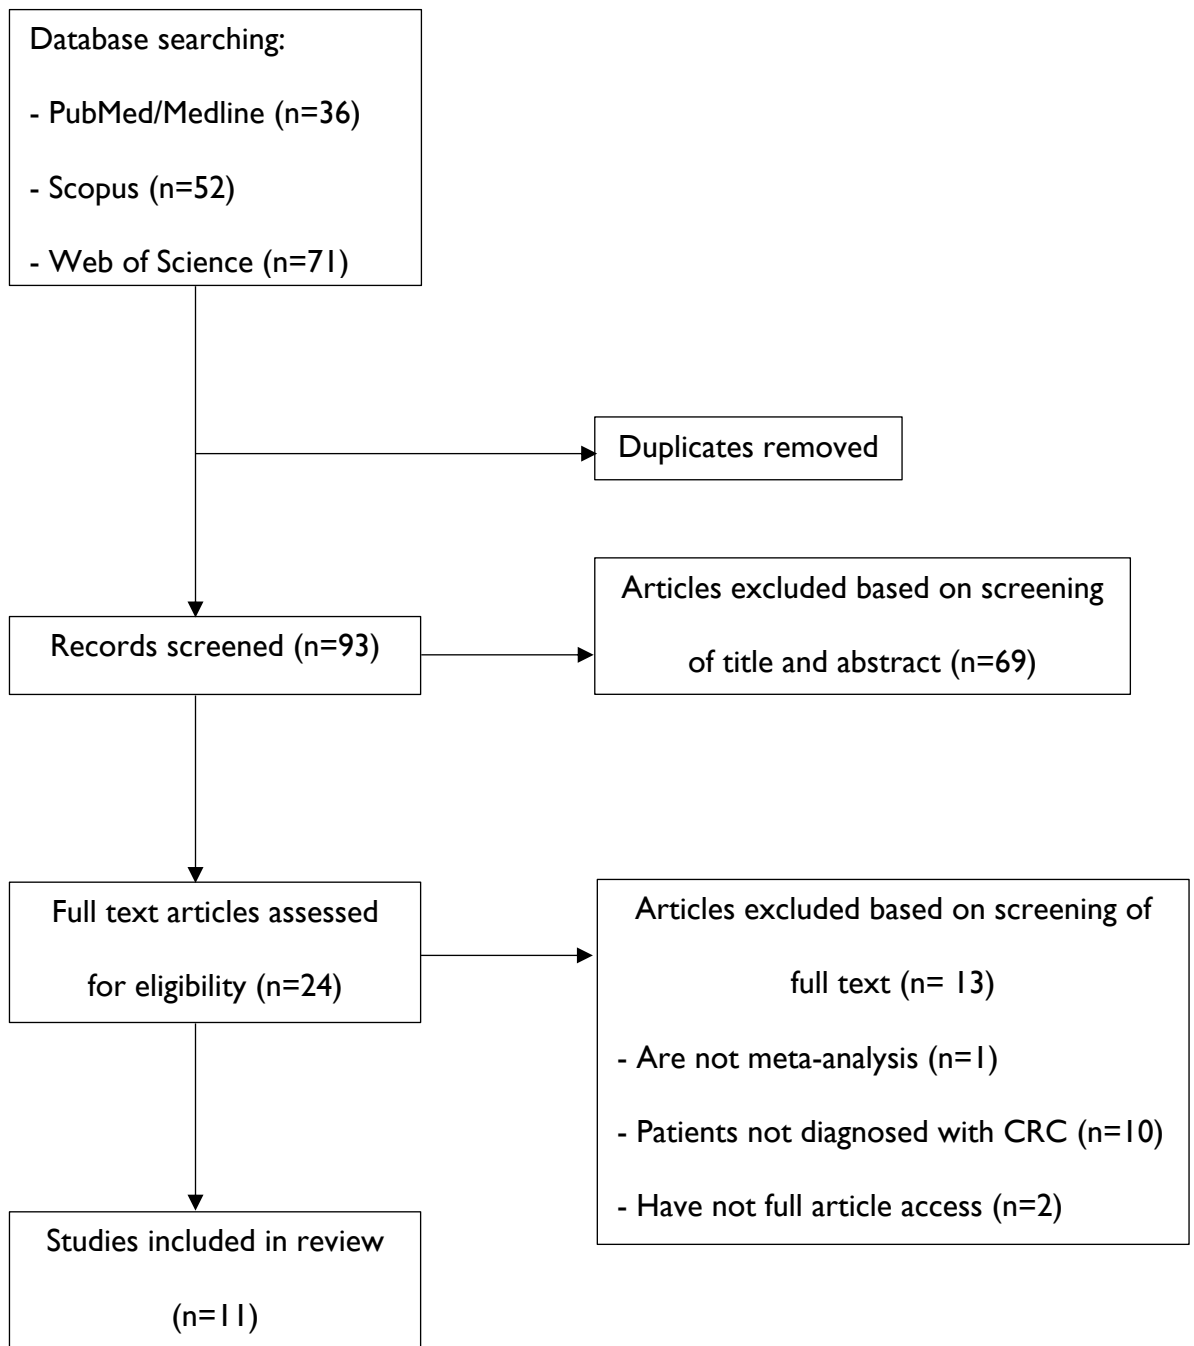 Database searching:
- PubMed/Medline (n=36)
- Scopus (n=52)
- Web of Science (n=71)
Duplicates removed
Records screened (n=93)
Articles excluded based on screening
of title and abstract (n=69)
Full text articles assessed
for eligibility (n=24)
Articles excluded based on screening of
full text (n= 13)
- Are not meta-analysis (n=1)
- Patients not diagnosed with CRC (n=10)
- Have not full article access (n=2)
Studies included in review
(n=11)